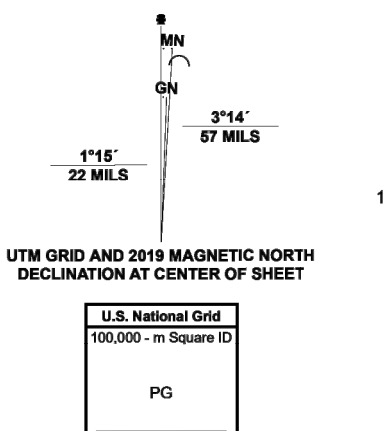 MN
GN
3°14´
57 MILS
1°15´
22 MILS
1
UTM GRID AND 2019 MAGNETIC NORTH
DECLINATION AT CENTER OF SHEET
U.S. National Grid
100,000 - m Square ID
PG